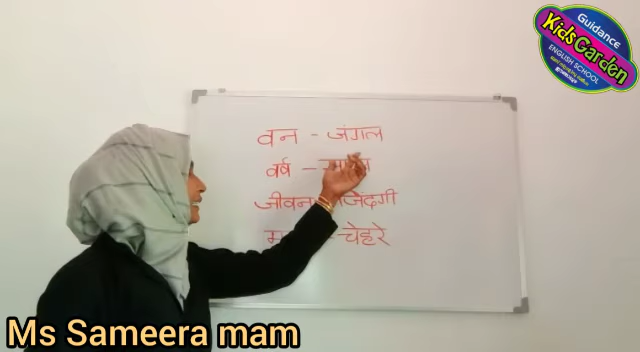 Guidance
Kids Garden
ENGLISH SCHOOL
वन - जंगल
वर्ष -
जीवन जिंदगी
- चेहरे
Ms Sameera mam